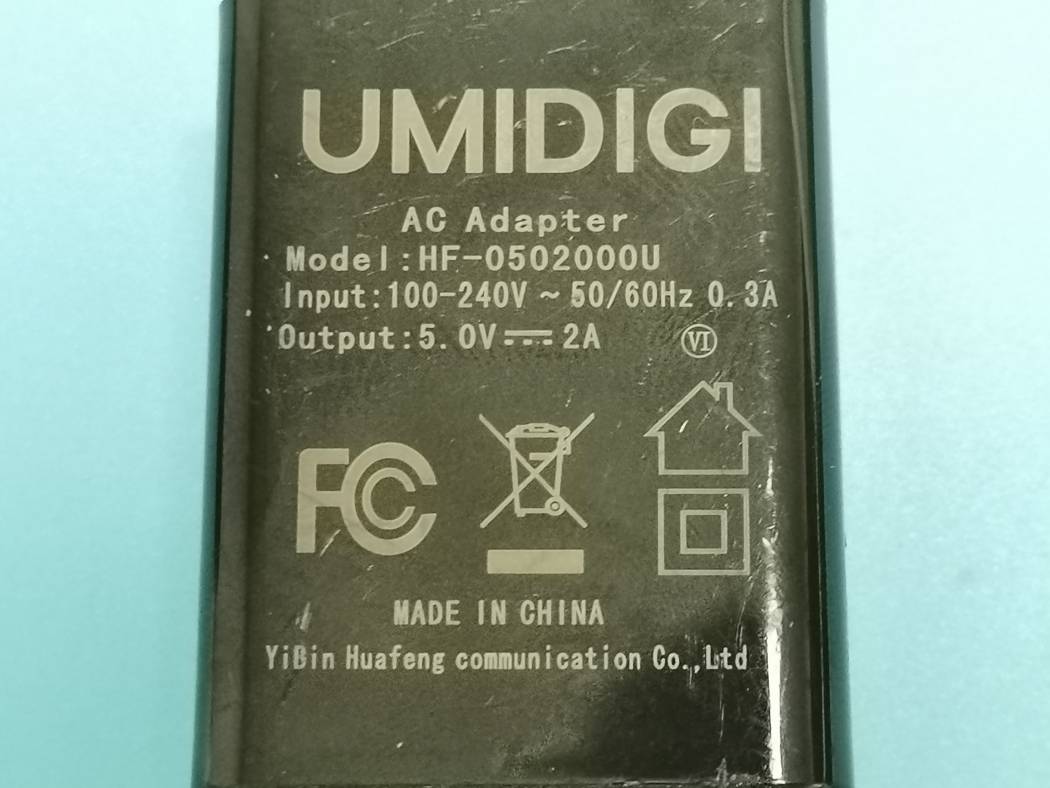 UMIDIGI
AC Adapter
Model:HF-0502000U
Input:100-240V ~ 50/60Hz 0.3A
Output:5.0V⎓2A VI
FC
MADE IN CHINA
YiBin Huafeng communication Co.,Ltd